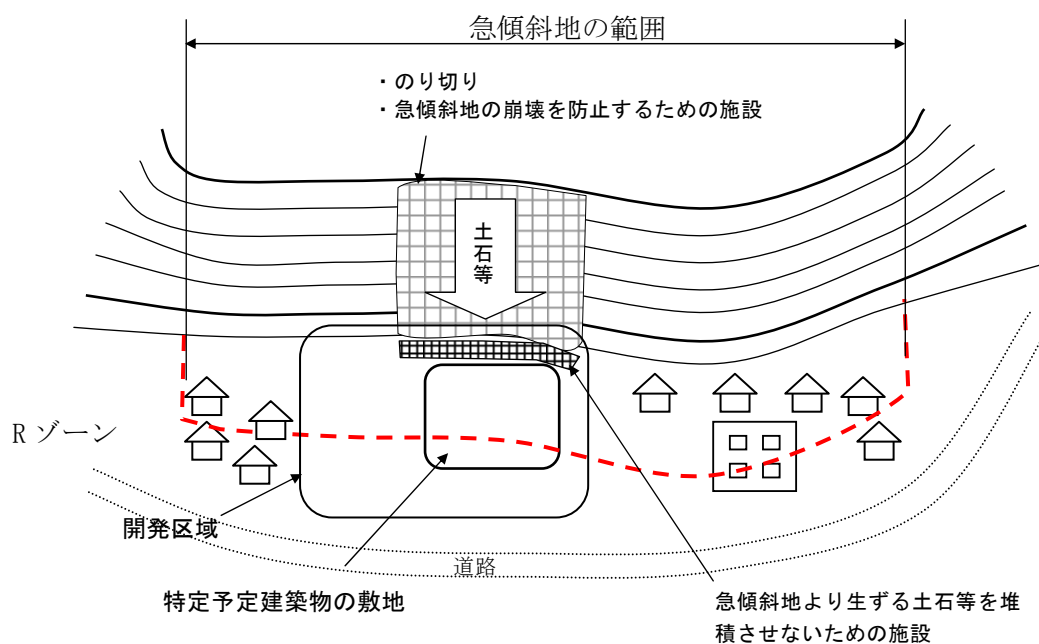 急傾斜地の範囲
・のり切り
・急傾斜地の崩壊を防止するための施設
土石等
Rゾーン
開発区域
道路
特定予定建築物の敷地
急傾斜地より生ずる土石等を堆
積させないための施設